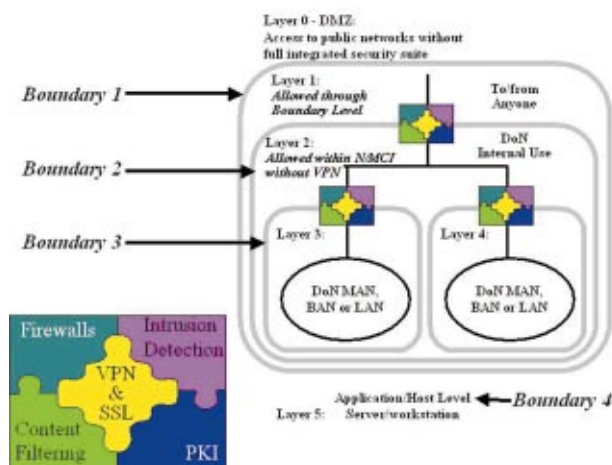 Layer 0 - DMZ:
Access to public networks without
full integrated security suite
Boundary 1
Layer 1:
Allowed through
Boundary Level
To/from
Anyone
Boundary 2
Layer 2:
Allowed within N/MCI
without VPN
DoN
Internal Use
Boundary 3
Layer 3:
Layer 4:
DoN MAN,
BAN or LAN
DoN MAN,
BAN or LAN
Firewalls
Intrusion
Detection
VPN
&
SSL
Content
Filtering
PKI
Application/Host Level
Boundary 4
Layer 5: Server/workstation